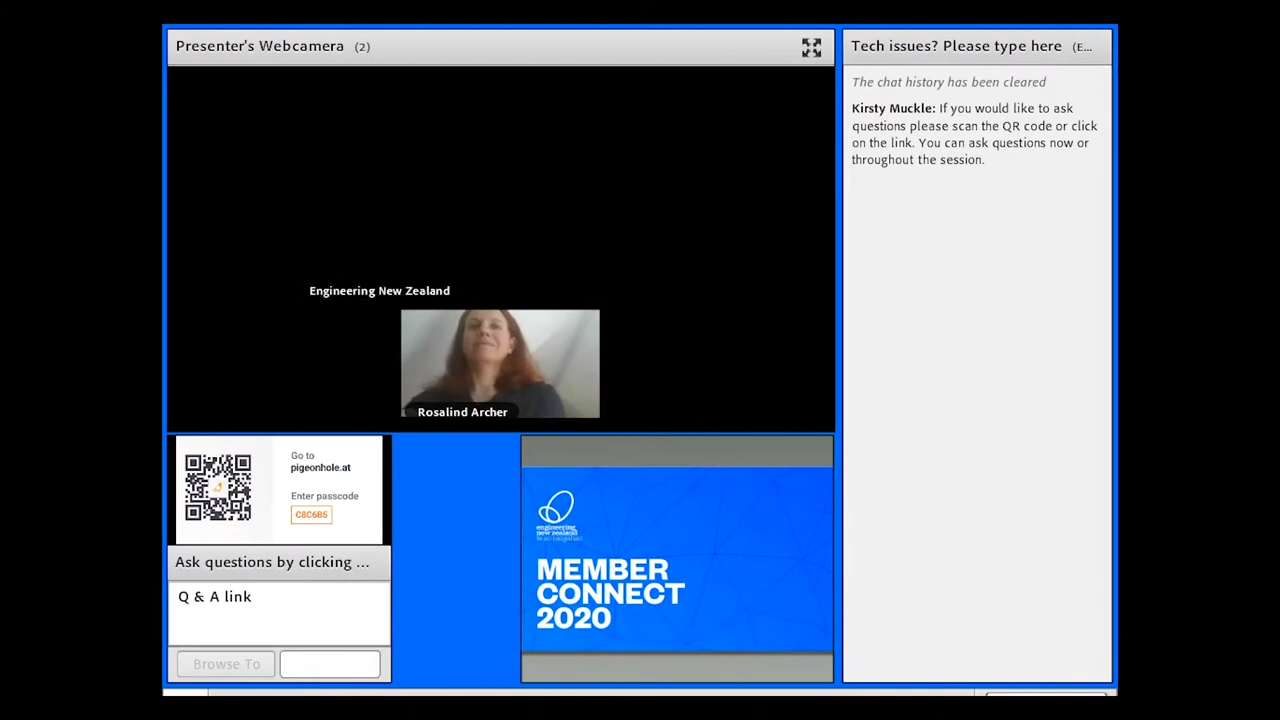 Presenter's Webcamera (2)
Engineering New Zealand
Rosalind Archer
Go to
pigeonhole.at
Enter passcode
C8C6B5
Ask questions by clicking ...
Q & A link
Browse To
engineering
new zealand
MEMBER
CONNECT
2020
Tech issues? Please type here (E...
The chat history has been cleared
Kirsty Muckle: If you would like to ask
questions please scan the QR code or click
on the link. You can ask questions now or
throughout the session.